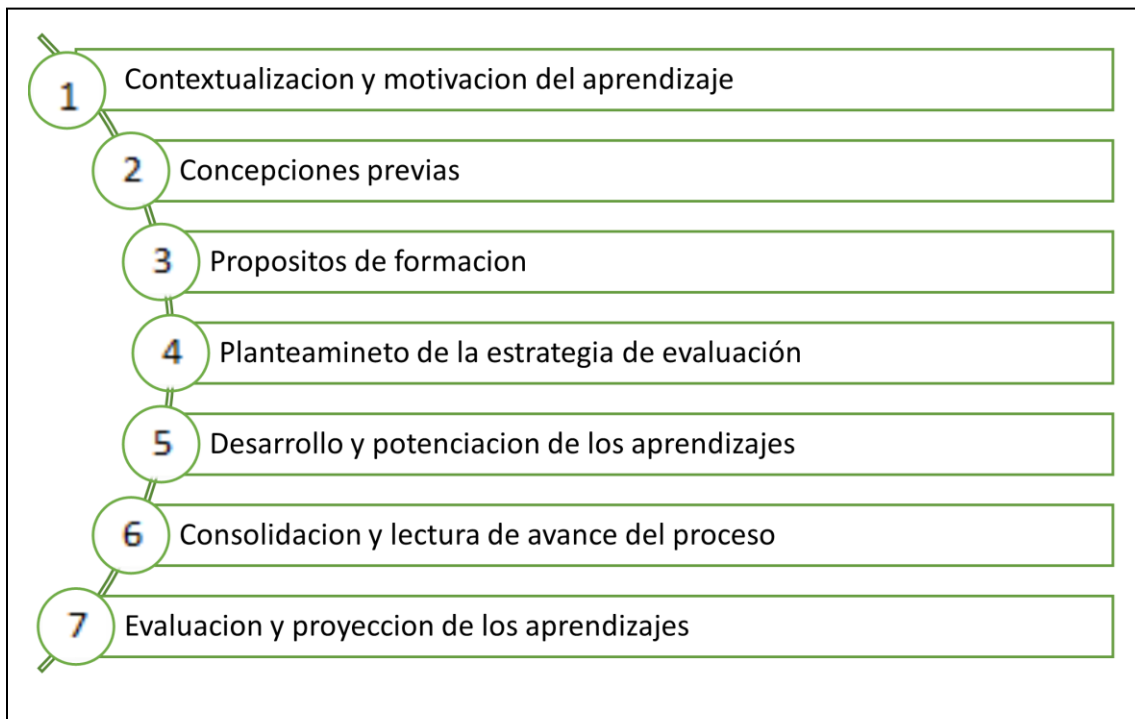 1 Contextualizacion y motivacion del aprendizaje
2 Concepciones previas
3 Propositos de formacion
4 Planteamineto de la estrategia de evaluación
5 Desarrollo y potenciacion de los aprendizajes
6 Consolidacion y lectura de avance del proceso
7 Evaluacion y proyeccion de los aprendizajes